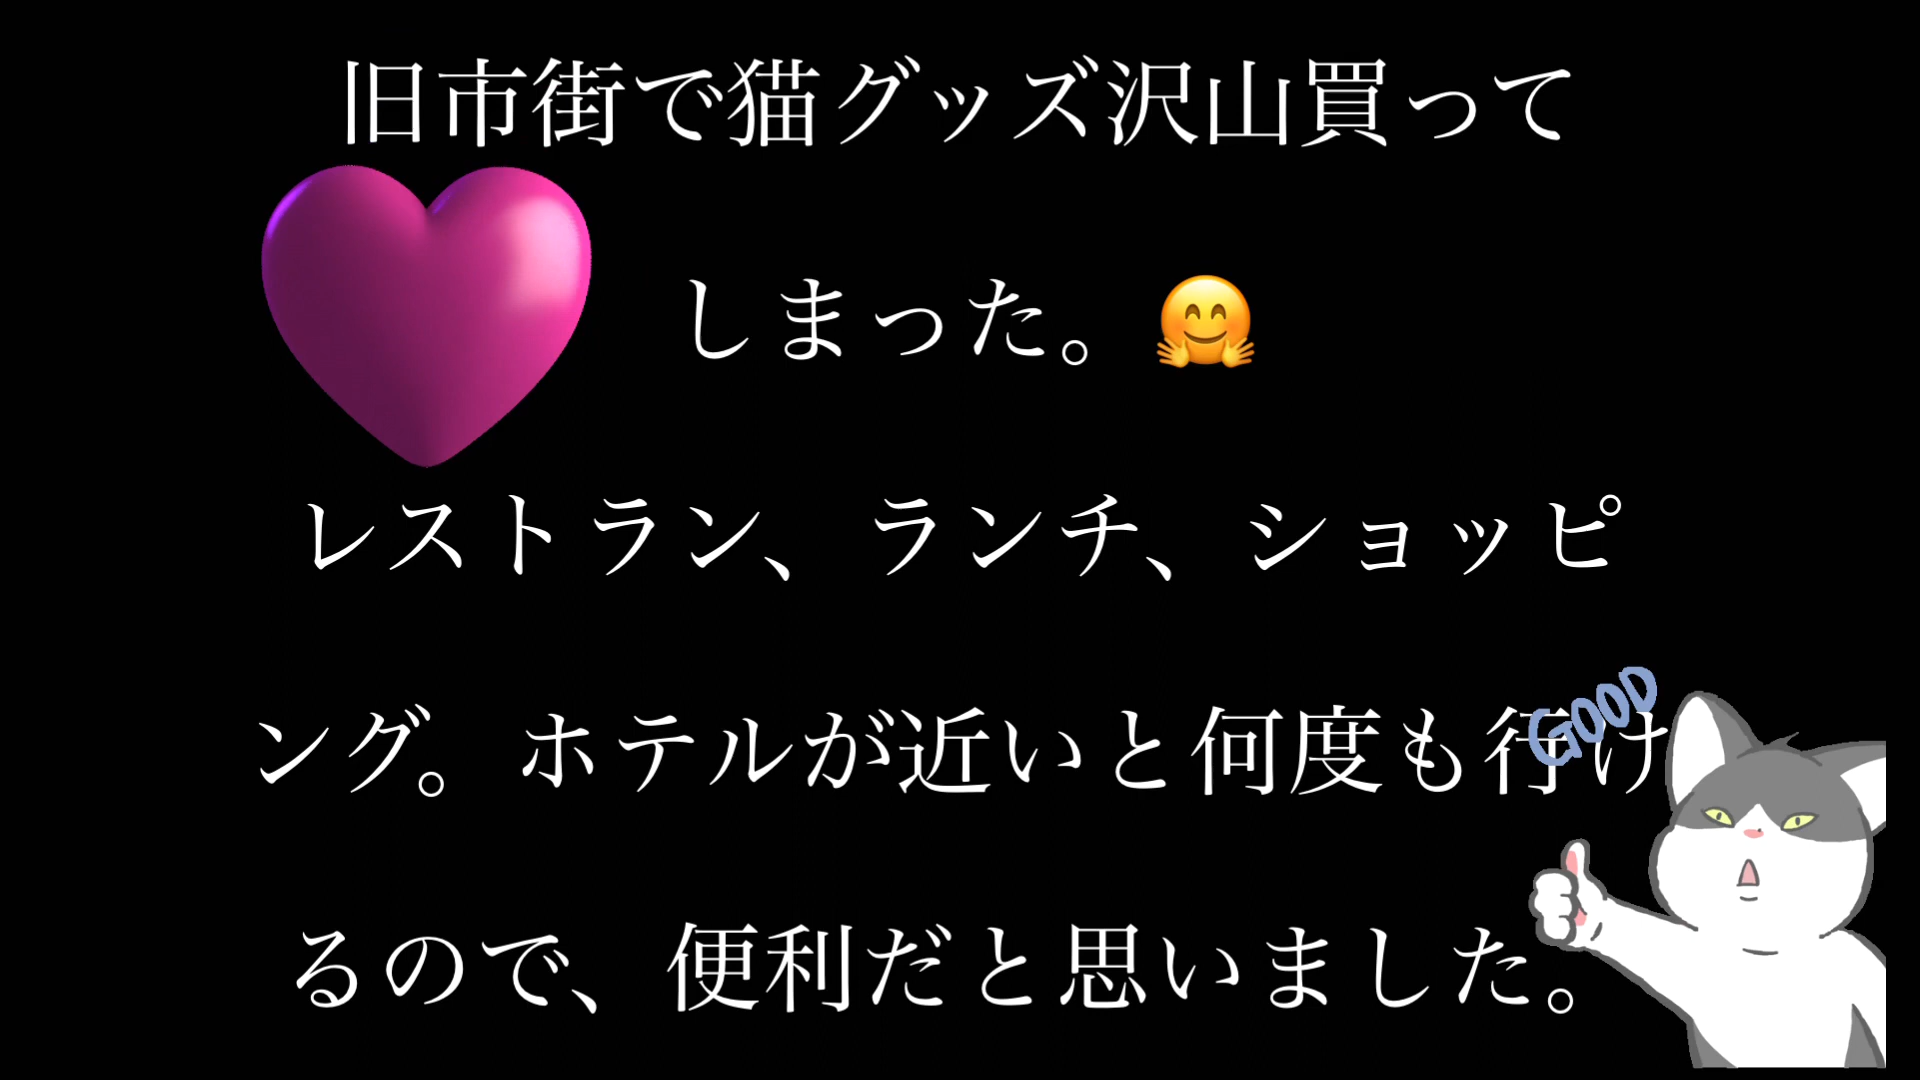 旧市街で猫グッズ沢山買って
しまった。🤗
レストラン、ランチ、ショッピ
ング。ホテルが近いと何度も行け
GOOD
るので、便利だと思いました。